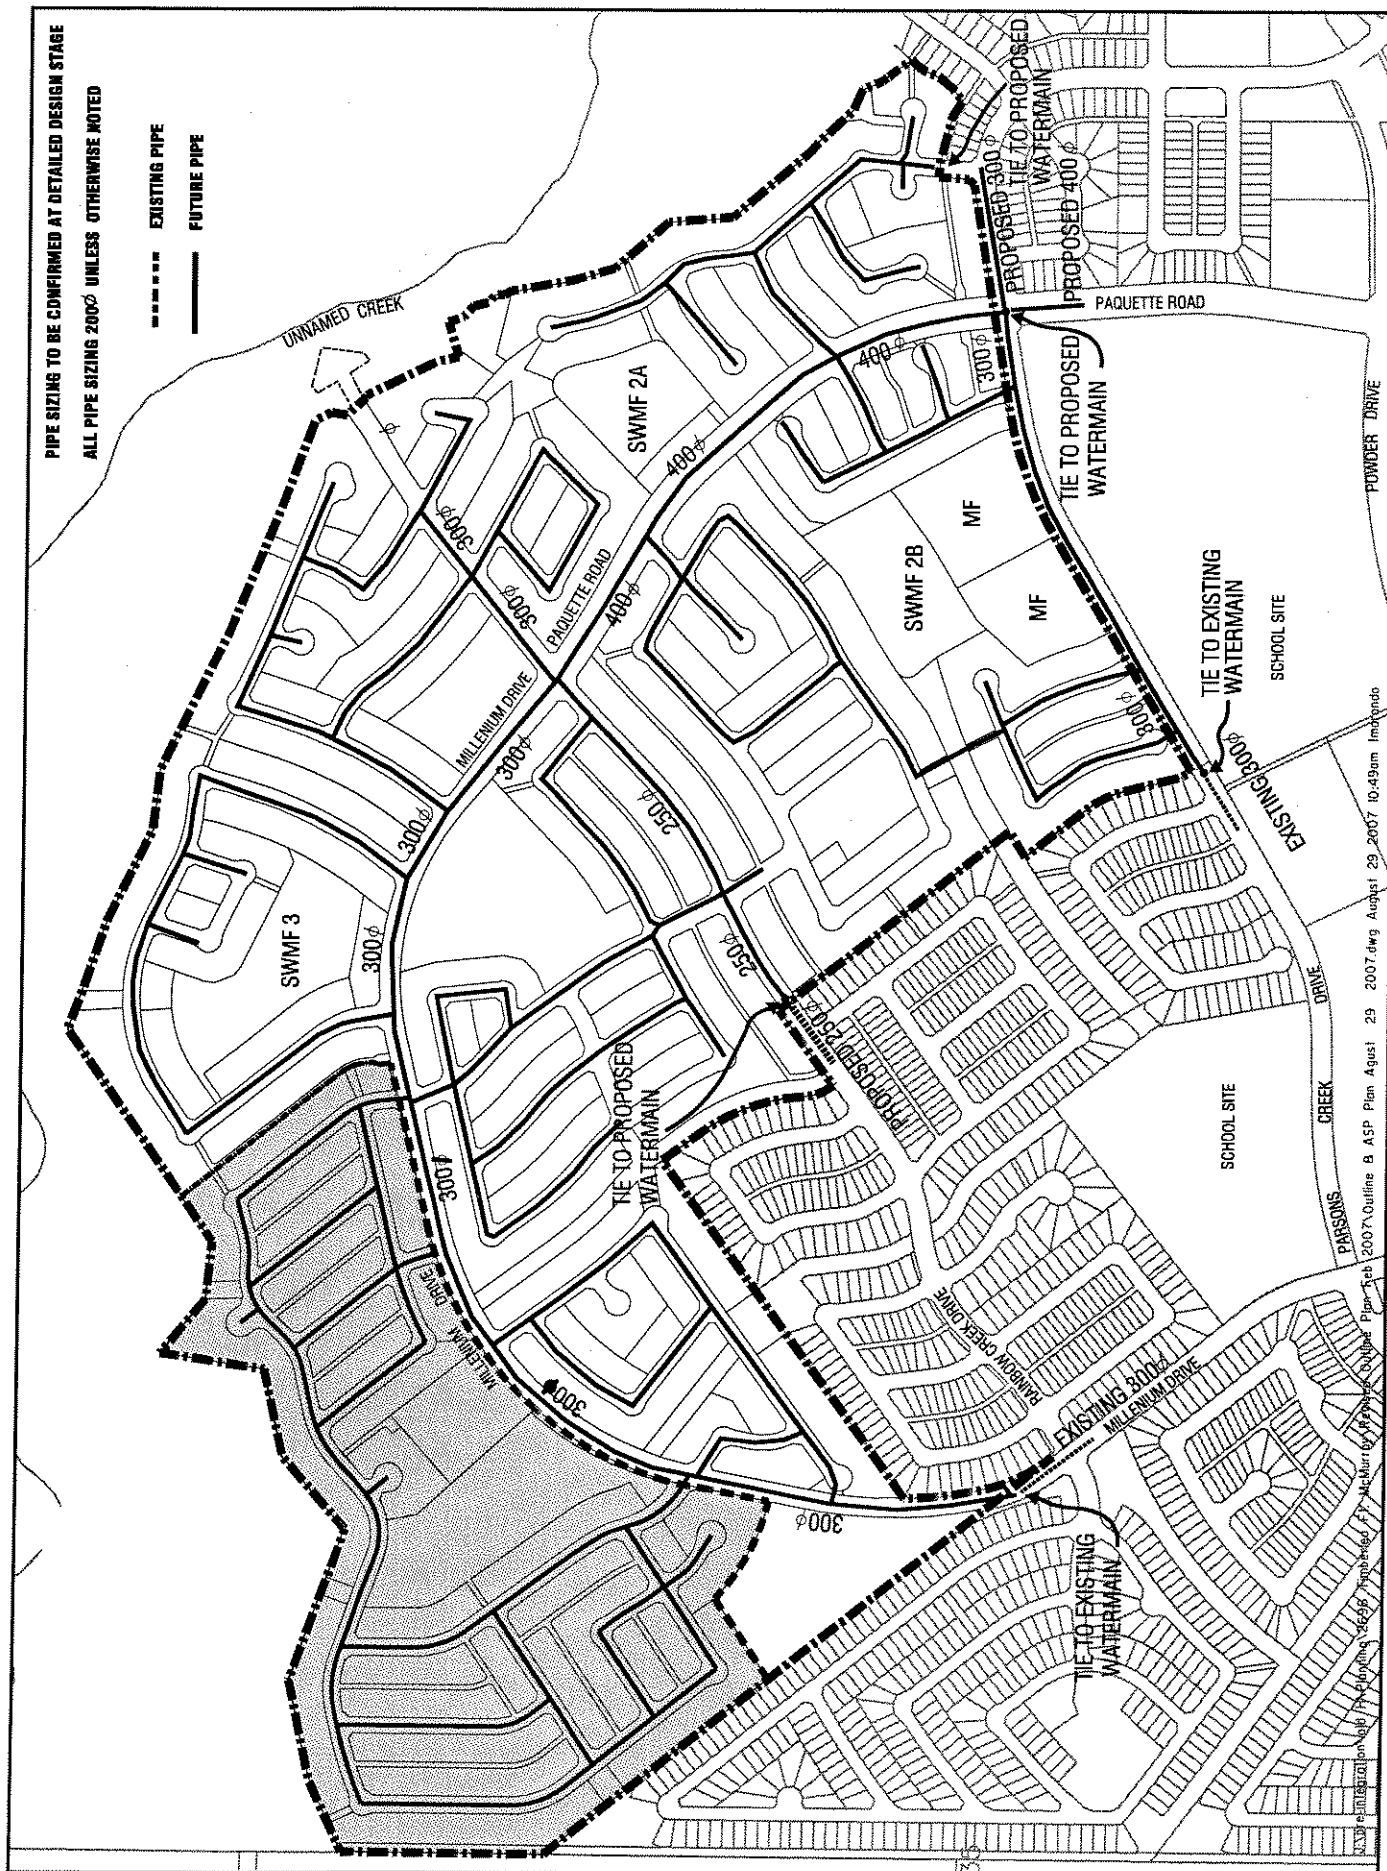 PIPE SIZING TO BE CONFIRMED AT DETAILED DESIGN STAGE
ALL PIPE SIZING 200Ø UNLESS OTHERWISE NOTED
EXISTING PIPE
FUTURE PIPE
UNNAMED CREEK
SWMF 3
300Ø
300Ø
300Ø
300Ø
MILLENIUM DRIVE
300Ø
300Ø
PAQUETTE ROAD
400Ø
400Ø
SWMF 2A
400Ø
Ø
300Ø
PROPOSED 300Ø
TIE TO PROPOSED
WATERMAIN
PROPOSED 400Ø
PAQUETTE ROAD
TIE TO PROPOSED
WATERMAIN
SWMF 2B
MF
MF
250Ø
250Ø
300Ø
300Ø
MILLENIUM DRIVE
300Ø
300Ø
TIE TO PROPOSED
WATERMAIN
PROPOSED 250Ø
300Ø
TIE TO EXISTING
WATERMAIN
EXISTING 300Ø
SCHOOL SITE
POWDER DRIVE
RAINBOW CREEK DRIVE
EXISTING 300Ø
MILLENIUM DRIVE
TIE TO EXISTING
WATERMAIN
SCHOOL SITE
PARSONS CREEK DRIVE
35
2007.dwg August 29 2007 10:49am